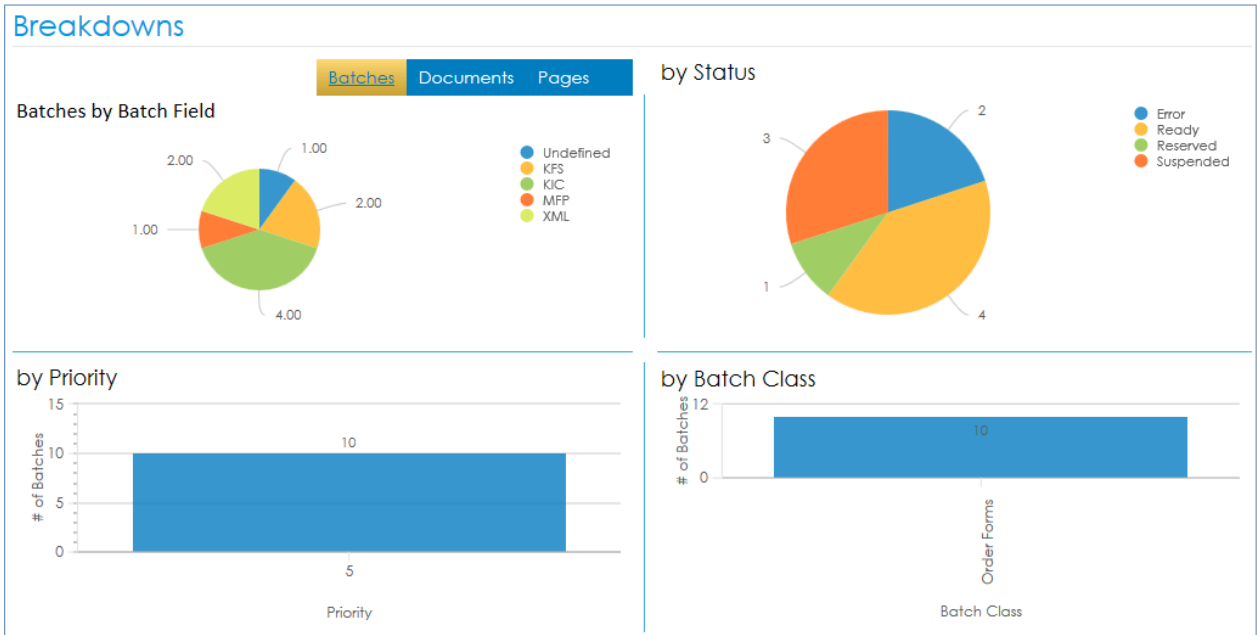 Breakdowns
Batches Documents Pages
Batches by Batch Field
1.00
2.00
4.00
1.00
2.00
Undefined
KFS
KIC
MFP
XML
by Status
2
4
1
3
Error
Ready
Reserved
Suspended
by Priority
# of Batches
15
10
5
0
10
5
Priority
by Batch Class
# of Batches
12
0
10
Order Forms
Batch Class